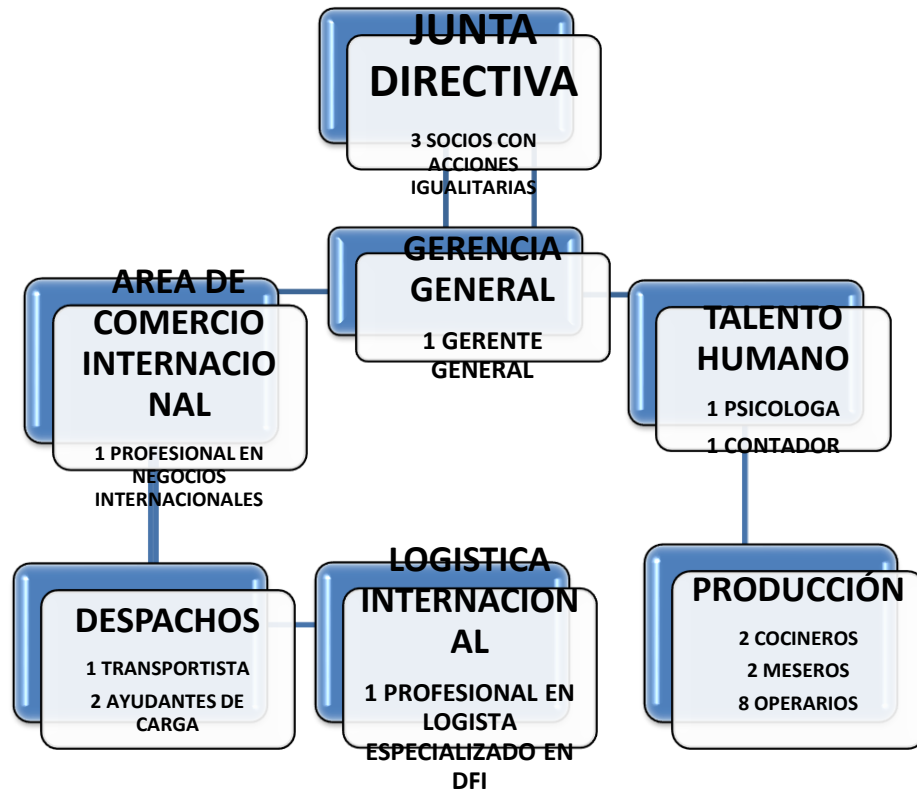 JUNTA
DIRECTIVA
3 SOCIOS CON
ACCIONES
IGUALITARIAS
GERENCIA
GENERAL
1 GERENTE
GENERAL
AREA DE
COMERCIO
INTERNACIO
NAL
1 PROFESIONAL EN
NEGOCIOS
INTERNACIONALES
TALENTO
HUMANO
1 PSICOLOGA
1 CONTADOR
DESPACHOS
1 TRANSPORTISTA
2 AYUDANTES DE
CARGA
LOGISTICA
INTERNACION
AL
1 PROFESIONAL EN
LOGISTA
ESPECIALIZADO EN
DFI
PRODUCCIÓN
2 COCINEROS
2 MESEROS
8 OPERARIOS